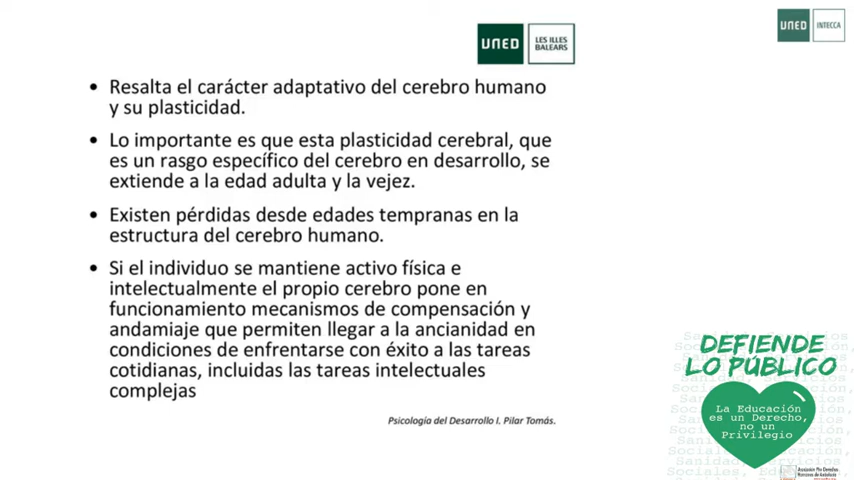 UNED
LES ILLES
BALEARS
UNED
INTECCA
• Resalta el carácter adaptativo del cerebro humano
y su plasticidad.
• Lo importante es que esta plasticidad cerebral, que
es un rasgo específico del cerebro en desarrollo, se
extiende a la edad adulta y la vejez.
• Existen pérdidas desde edades tempranas en la
estructura del cerebro humano.
• Si el individuo se mantiene activo física e
intelectualmente el propio cerebro pone en
funcionamiento mecanismos de compensación y
andamiaje que permiten llegar a la ancianidad en
condiciones de enfrentarse con éxito a las tareas
cotidianas, incluidas las tareas intelectuales
complejas
Psicología del Desarrollo I. Pilar Tomás.
DEFIENDE
LO PÚBLICO
La Educación
es un Derecho,
no un
Privilegio